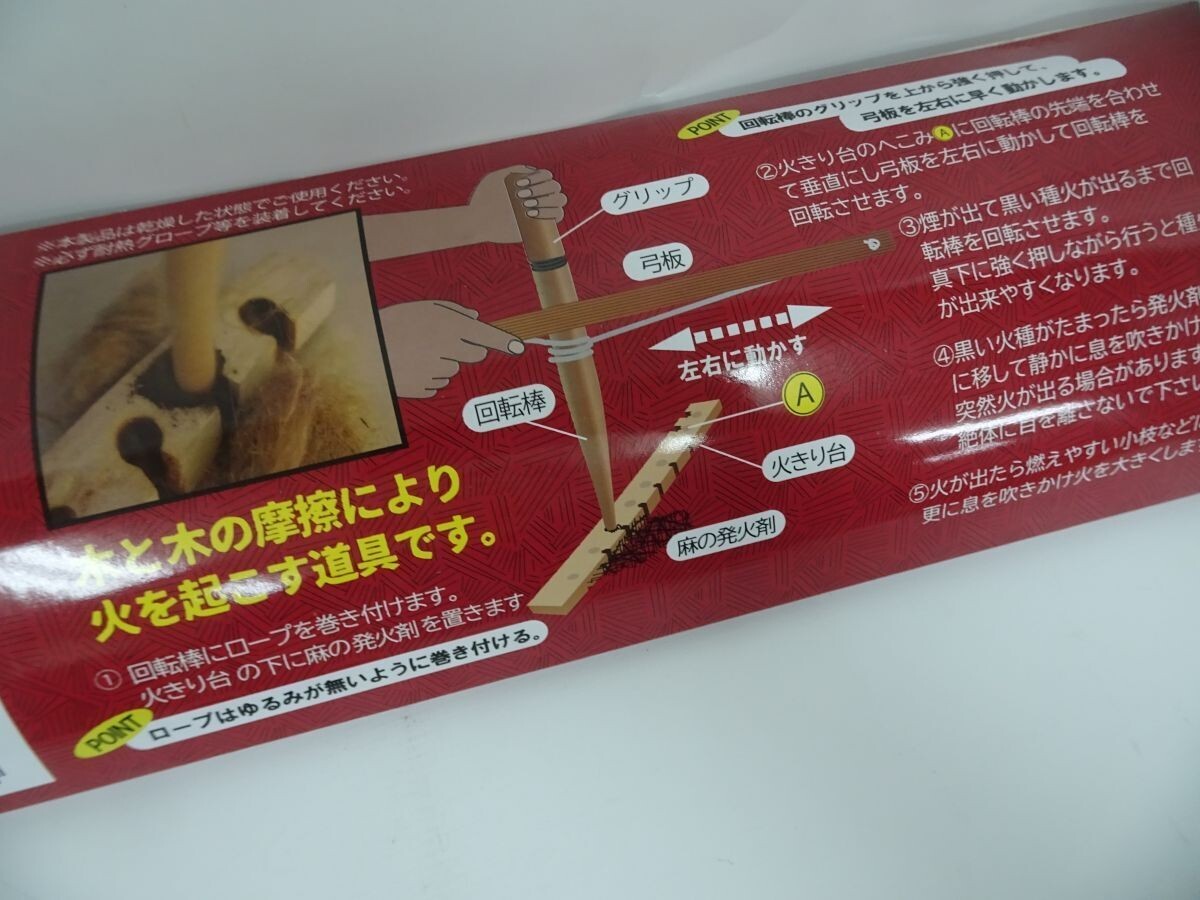 ※本製品は乾燥した状態でご使用ください。
※必ず耐熱グローブ等を装着してください。
木と木の摩擦により
火を起こす道具です。
① 回転棒にロープを巻き付けます。
火きり台 の下に麻の発火剤 を置きます
POINT
ロープはゆるみが無いように巻き付ける。
グリップ
弓板
左右に動かす
回転棒
A
火きり台
麻の発火剤
POINT
回転棒のグリップを上から強く押して、
弓板を左右に早く動かします。
②火きり台のへこみAに回転棒の先端を合わせ
て垂直にし弓板を左右に動かして回転棒を
回転させます。
③煙が出て黒い種火が出るまで回
転棒を回転させます。
真下に強く押しながら行うと種
が出来やすくなります。
④黒い火種がたまったら発火剤
に移して静かに息を吹きかけ
突然火が出る場合があります
絶体に目を離さないで下さ
⑤火が出たら燃えやすい小枝などに
更に息を吹きかけ火を大きくしま